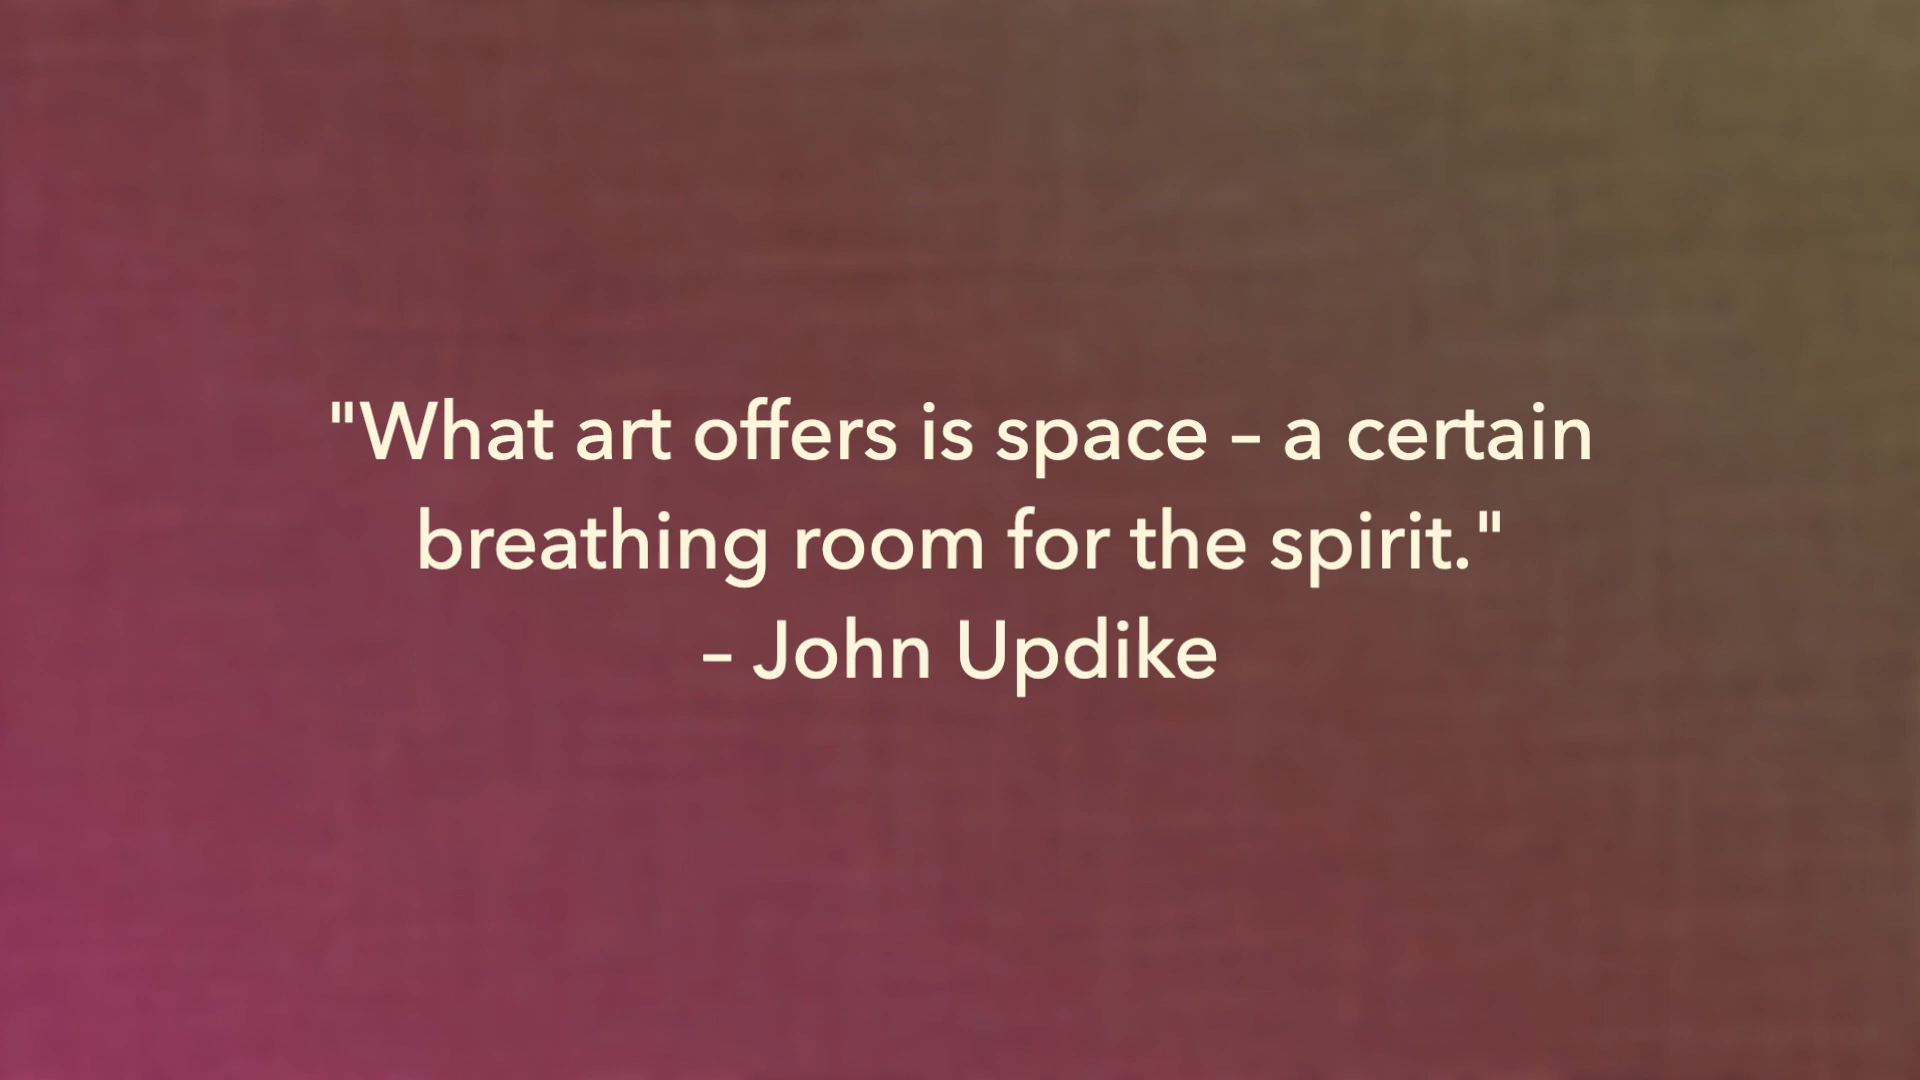 "What art offers is space – a certain
breathing room for the spirit."
– John Updike